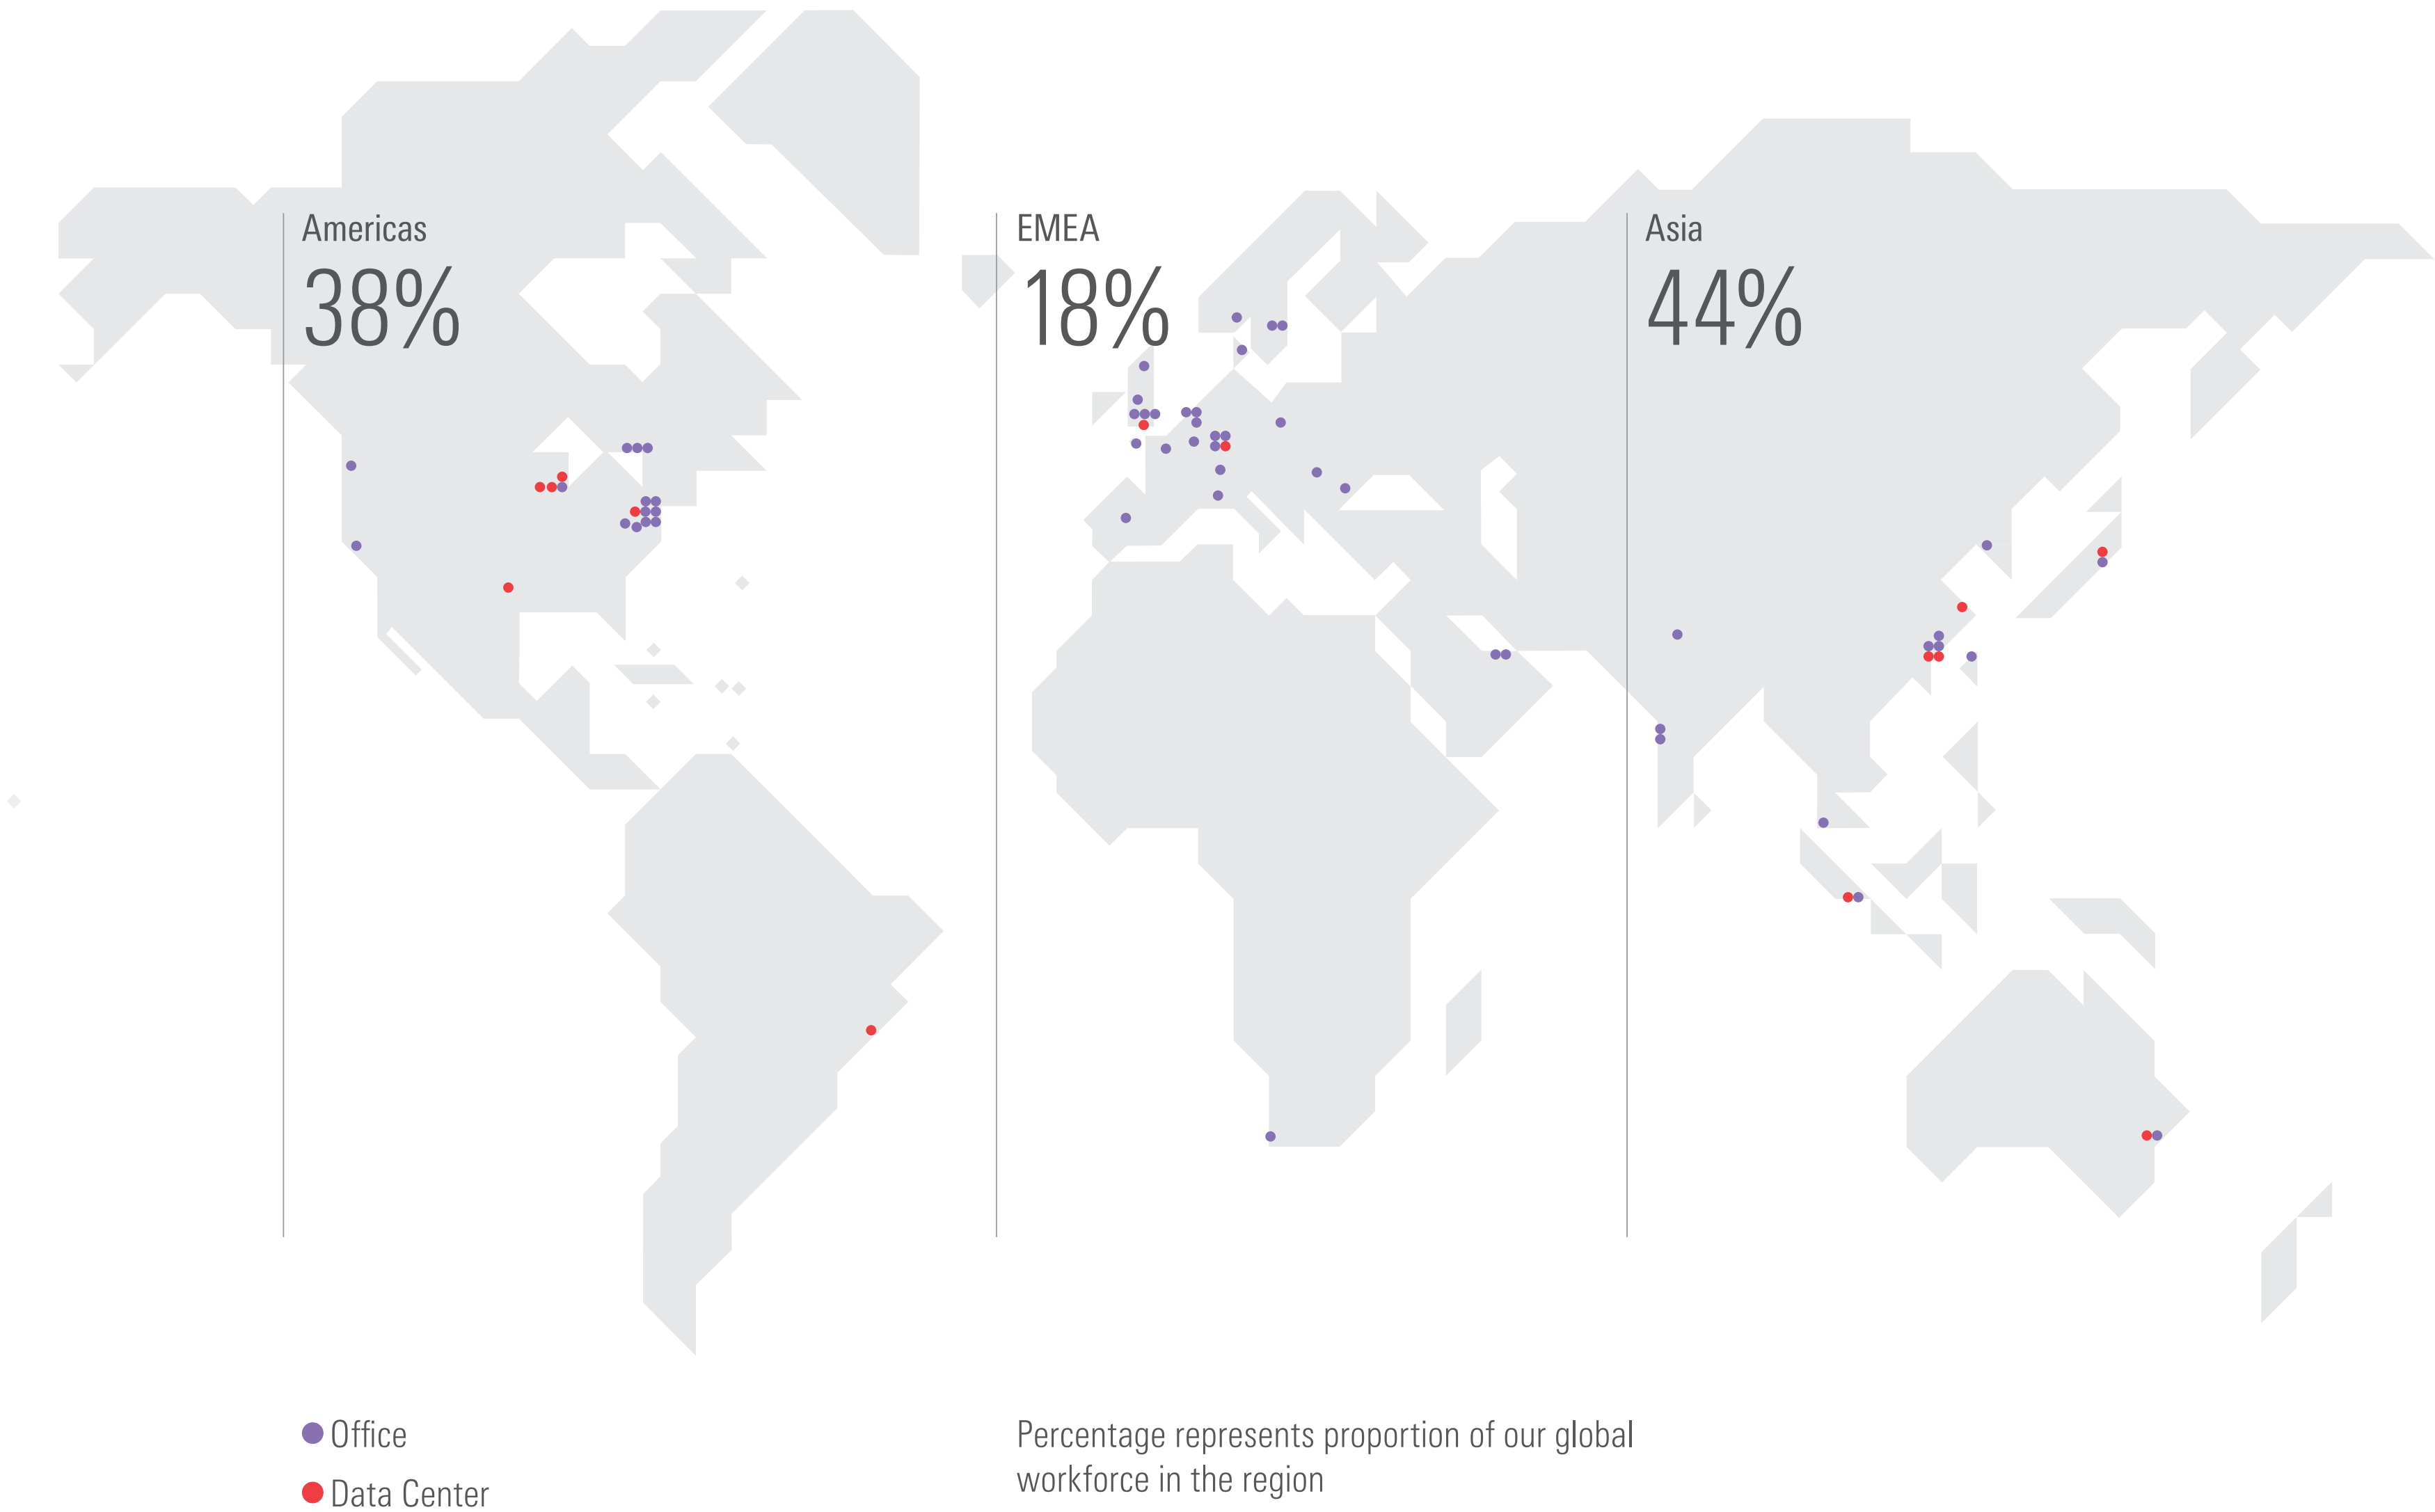 Americas
38%
EMEA
18%
Asia
44%
Office
Data Center
Percentage represents proportion of our global
workforce in the region